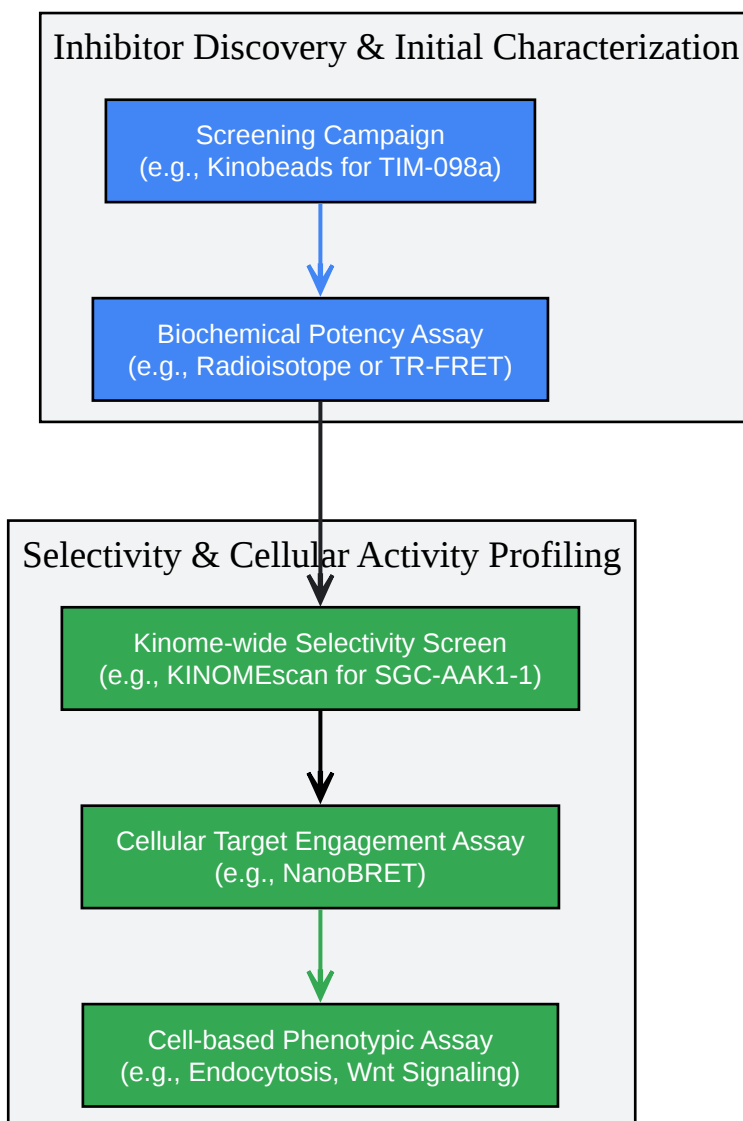 Inhibitor Discovery & Initial Characterization
Screening Campaign
(e.g., Kinobeads for TIM-098a)
Biochemical Potency Assay
(e.g., Radioisotope or TR-FRET)
Selectivity & Cellular Activity Profiling
Kinome-wide Selectivity Screen
(e.g., KINOMEscan for SGC-AAK1-1)
Cellular Target Engagement Assay
(e.g., NanoBRET)
Cell-based Phenotypic Assay
(e.g., Endocytosis, Wnt Signaling)